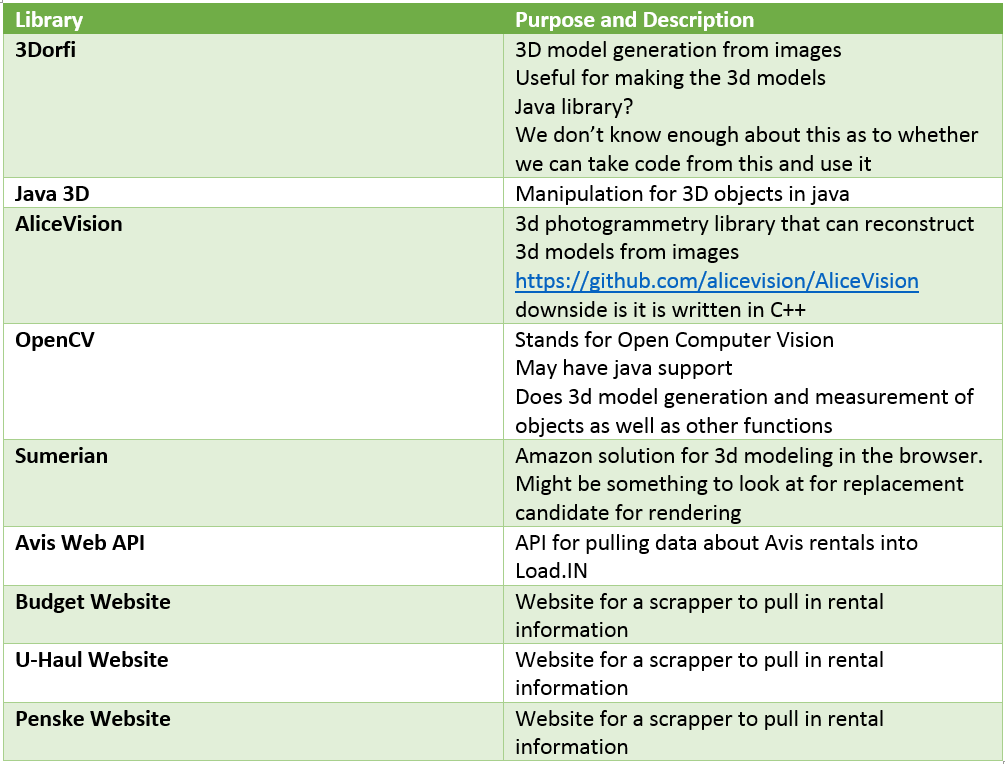 Library
Purpose and Description
3Dorfi
3D model generation from images
Useful for making the 3d models
Java library?
We don’t know enough about this as to whether
we can take code from this and use it
Java 3D
Manipulation for 3D objects in java
AliceVision
3d photogrammetry library that can reconstruct
3d models from images
https://github.com/alicevision/AliceVision
downside is it is written in C++
OpenCV
Stands for Open Computer Vision
May have java support
Does 3d model generation and measurement of
objects as well as other functions
Sumerian
Amazon solution for 3d modeling in the browser.
Might be something to look at for replacement
candidate for rendering
Avis Web API
API for pulling data about Avis rentals into
Load.IN
Budget Website
Website for a scrapper to pull in rental
information
U-Haul Website
Website for a scrapper to pull in rental
information
Penske Website
Website for a scrapper to pull in rental
information